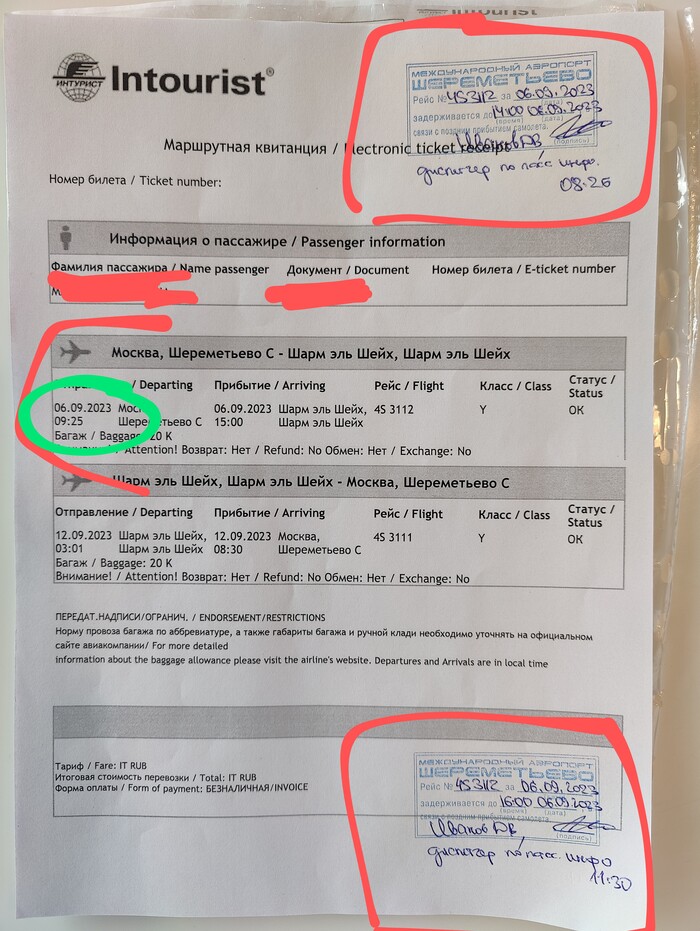 ИНТУРИСТ
Intourist®
МЕЖДУНАРОДНЫЙ АЭРОПОРТ
ШЕРЕМЕТЬЕВО
Рейс № 4S3112 за 06.09.2023
(дата)
задерживается до 14:00 06.09.2023
(время) (дата)
связи с поздним прибытием самолета.
Иванов ДВ
(подпись)
диспетчер по пасс. инфо.
08:26
Маршрутная квитанция / Electronic ticket receipt
Номер билета / Ticket number:
Информация о пассажире / Passenger information
Фамилия пассажира / Name passenger Документ / Document Номер билета / E-ticket number
М
Москва, Шереметьево С - Шарм эль Шейх, Шарм эль Шейх
/ Departing Прибытие / Arriving Рейс / Flight Класс / Class Статус / Status
06.09.2023 Мос 06.09.2023 Шарм эль Шейх, 4S 3112 Y OK
09:25 Шереметьево С 15:00 Шарм эль Шейх
Багаж / Baggage: 20 K
/ Attention! Возврат: Нет / Refund: No Обмен: Нет / Exchange: No
Шарм эль Шейх, Шарм эль Шейх - Москва, Шереметьево С
Отправление / Departing Прибытие / Arriving Рейс / Flight Класс / Class Статус / Status
12.09.2023 Шарм эль Шейх, 12.09.2023 Москва, 4S 3111 Y OK
03:01 Шарм эль Шейх 08:30 Шереметьево С
Багаж / Baggage: 20 K
Внимание! / Attention! Возврат: Нет / Refund: No Обмен: Нет / Exchange: No
ПЕРЕДАТ.НАДПИСИ/ОГРАНИЧ. / ENDORSEMENT/RESTRICTIONS
Норму провоза багажа по аббревиатуре, а также габариты багажа и ручной клади необходимо уточнять на официальном
сайте авиакомпании/ For more detailed
information about the baggage allowance please visit the airline's website. Departures and Arrivals are in local time
Тариф / Fare: IT RUB
Итоговая стоимость перевозки / Total: IT RUB
Форма оплаты / Form of payment: БЕЗНАЛИЧНАЯ/INVOICE
МЕЖДУНАРОДНЫЙ АЭРОПОРТ
ШЕРЕМЕТЬЕВО
Рейс № 4S3112 за 06.09.2023
(дата)
задерживается до 16:00 06.09.2023
(время) (дата)
связи с поздним прибытием самолета.
Иванов ДВ
(подпись)
диспетчер по пасс. инфо
11:30